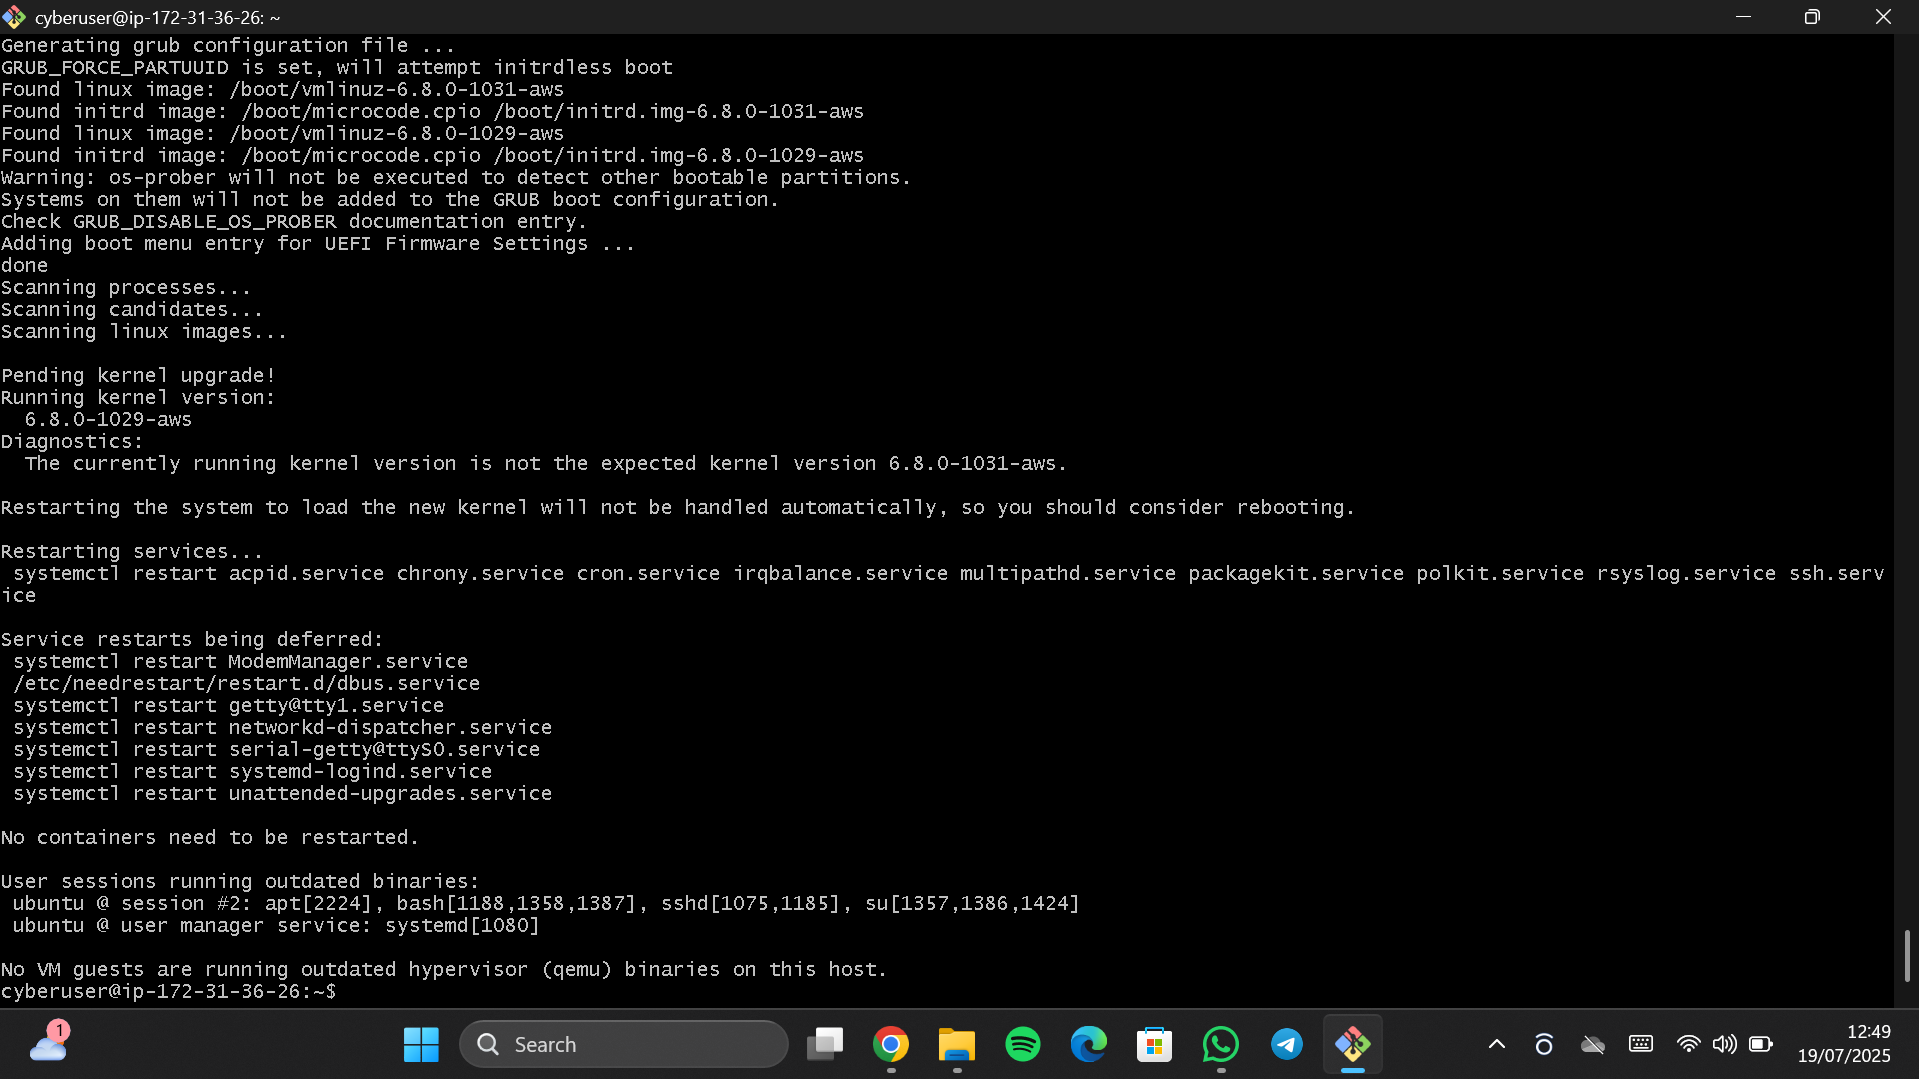 cyberuser@ip-172-31-36-26: ~
Generating grub configuration file ...
GRUB_FORCE_PARTUUID is set, will attempt initrdless boot
Found linux image: /boot/vmlinuz-6.8.0-1031-aws
Found initrd image: /boot/microcode.cpio /boot/initrd.img-6.8.0-1031-aws
Found linux image: /boot/vmlinuz-6.8.0-1029-aws
Found initrd image: /boot/microcode.cpio /boot/initrd.img-6.8.0-1029-aws
Warning: os-prober will not be executed to detect other bootable partitions.
Systems on them will not be added to the GRUB boot configuration.
Check GRUB_DISABLE_OS_PROBER documentation entry.
Adding boot menu entry for UEFI Firmware Settings ...
done
Scanning processes...
Scanning candidates...
Scanning linux images...
Pending kernel upgrade!
Running kernel version:
6.8.0-1029-aws
Diagnostics:
The currently running kernel version is not the expected kernel version 6.8.0-1031-aws.
Restarting the system to load the new kernel will not be handled automatically, so you should consider rebooting.
Restarting services...
systemctl restart acpid.service chrony.service cron.service irqbalance.service multipathd.service packagekit.service polkit.service rsyslog.service ssh.serv
ice
Service restarts being deferred:
systemctl restart ModemManager.service
/etc/needrestart/restart.d/dbus.service
systemctl restart getty@tty1.service
systemctl restart networkd-dispatcher.service
systemctl restart serial-getty@ttyS0.service
systemctl restart systemd-logind.service
systemctl restart unattended-upgrades.service
No containers need to be restarted.
User sessions running outdated binaries:
ubuntu @ session #2: apt[2224], bash[1188,1358,1387], sshd[1075,1185], su[1357,1386,1424]
ubuntu @ user manager service: systemd[1080]
No VM guests are running outdated hypervisor (qemu) binaries on this host.
cyberuser@ip-172-31-36-26:~$
1
Search
12:49
19/07/2025